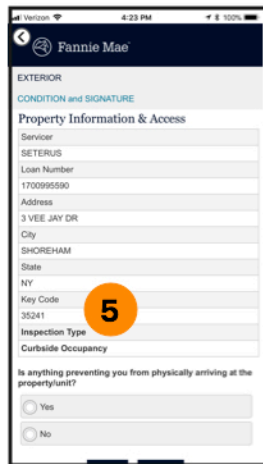 Verizon 4:23 PM 100%
Fannie Mae
EXTERIOR
CONDITION and SIGNATURE
Property Information & Access
Servicer
SETERUS
Loan Number
1700995590
Address
3 VEE JAY DR
City
SHOREHAM
State
NY
Key Code
35241
5
Inspection Type
Curbside Occupancy
Is anything preventing you from physically arriving at the
property/unit?
Yes
No